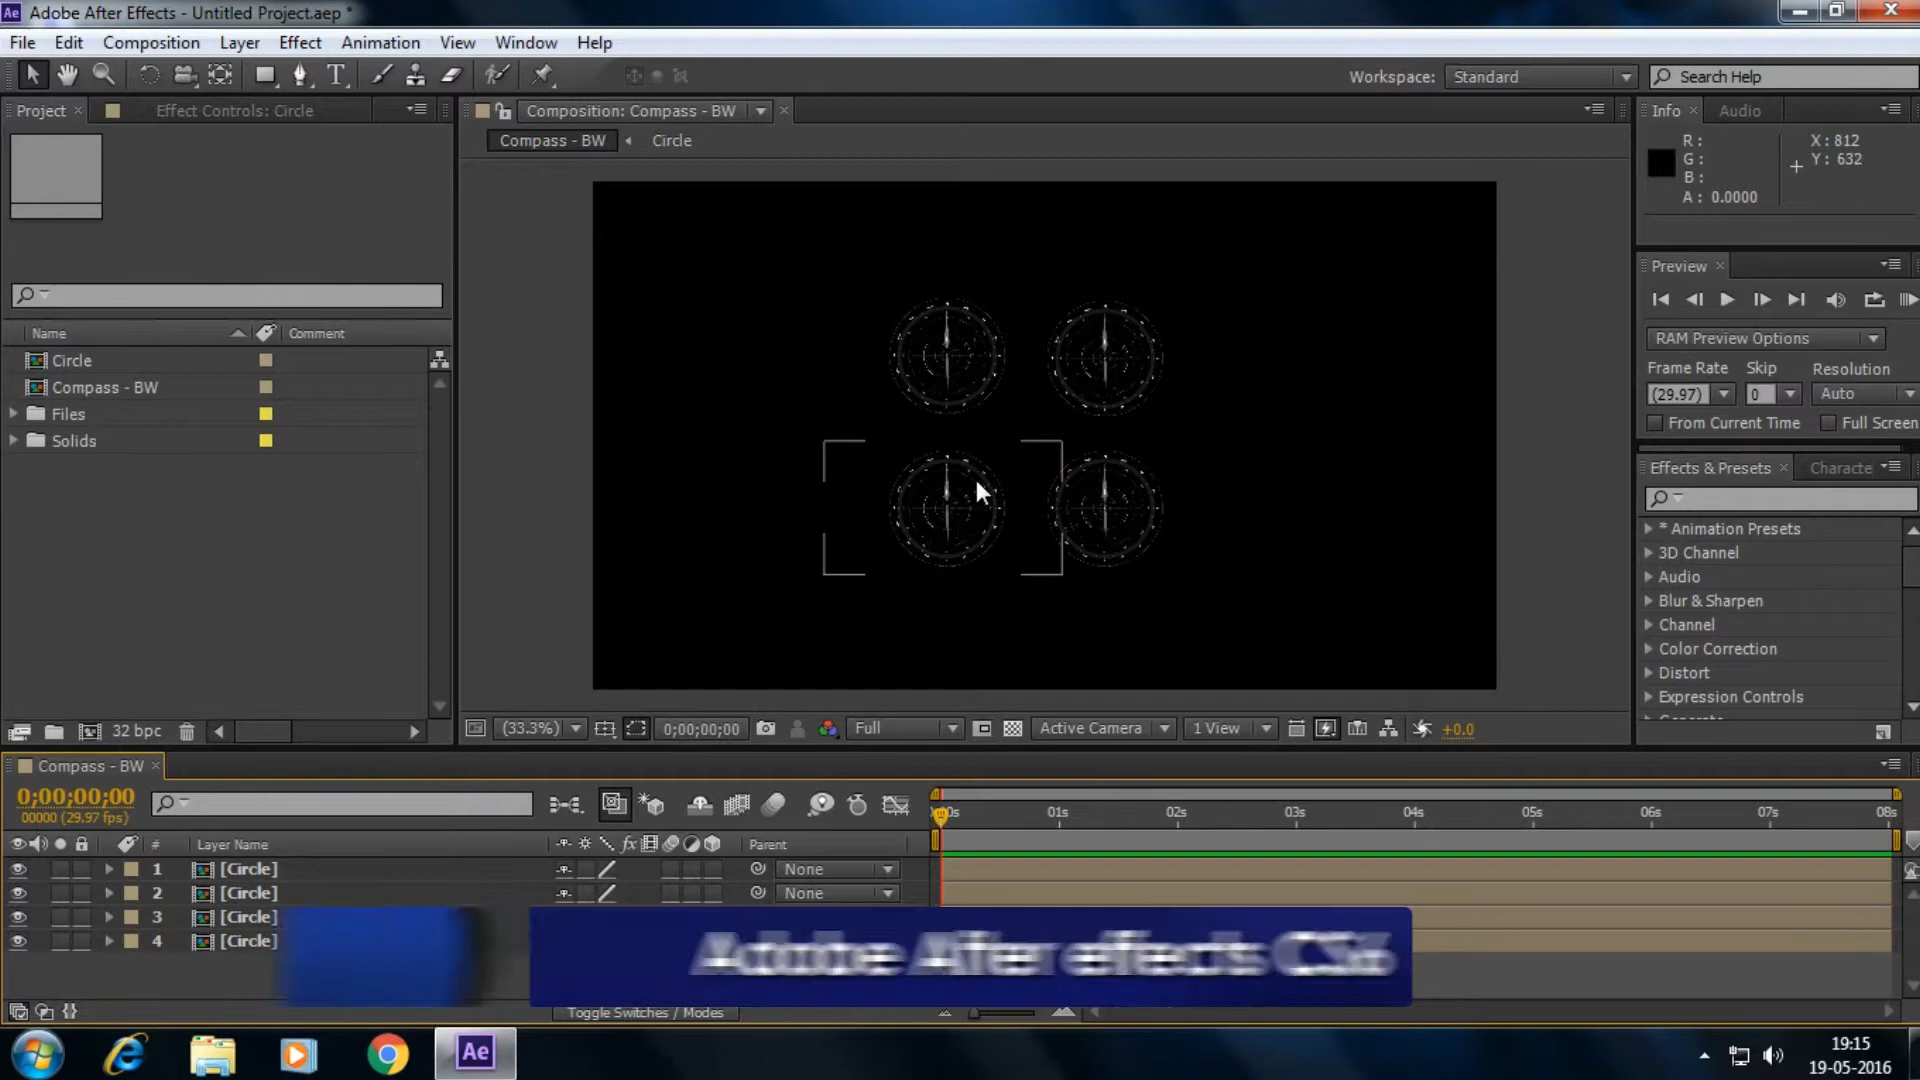 Adobe After Effects - Untitled Project.aep *
File Edit Composition Layer Effect Animation View Window Help
Workspace: Standard Search Help
Project Effect Controls: Circle Composition: Compass - BW Info Audio
Compass - BW Circle
R: X: 812
G: Y: 632
B:
A: 0.0000
Preview
RAM Preview Options
Frame Rate Skip Resolution
(29.97) 0 Auto
From Current Time Full Screen
Name Comment
Circle
Compass - BW
Files
Solids
Effects & Presets Characte
* Animation Presets
3D Channel
Audio
Blur & Sharpen
Channel
Color Correction
Distort
Expression Controls
32 bpc (33.3%) 0;00;00;00 Full Active Camera 1 View +0.0
Compass - BW
0;00;00;00
00000 (29.97 fps)
01s 02s 03s 04s 05s 06s 07s 08s
# Layer Name fx Parent
1 [Circle] None
2 [Circle] None
3 [Circle]
4 [Circle]
Adobe After effects CS6
Toggle Switches / Modes
Ae
19:15
19-05-2016